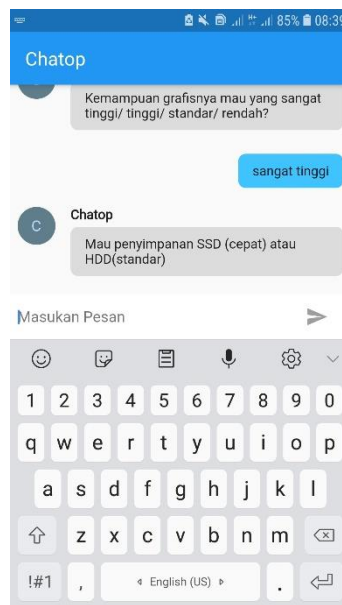 85% 08:39
Chatop
Kemampuan grafisnya mau yang sangat
tinggi/ tinggi/ standar/ rendah?
sangat tinggi
Chatop
C
Mau penyimpanan SSD (cepat) atau
HDD(standar)
Masukan Pesan
1 2 3 4 5 6 7 8 9 0
q w e r t y u i o p
a s d f g h j k l
z x c v b n m
!#1 , English (US) .